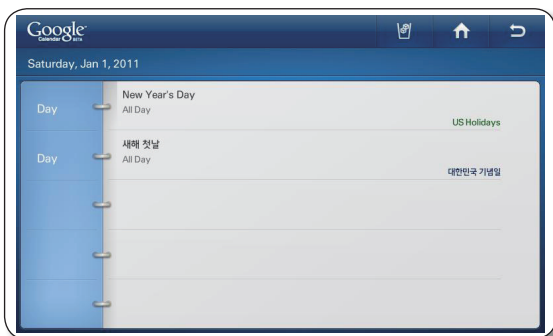 Google
Calendar BETA
Saturday, Jan 1, 2011
Day
New Year's Day
All Day
US Holidays
Day
새해 첫날
All Day
대한민국 기념일